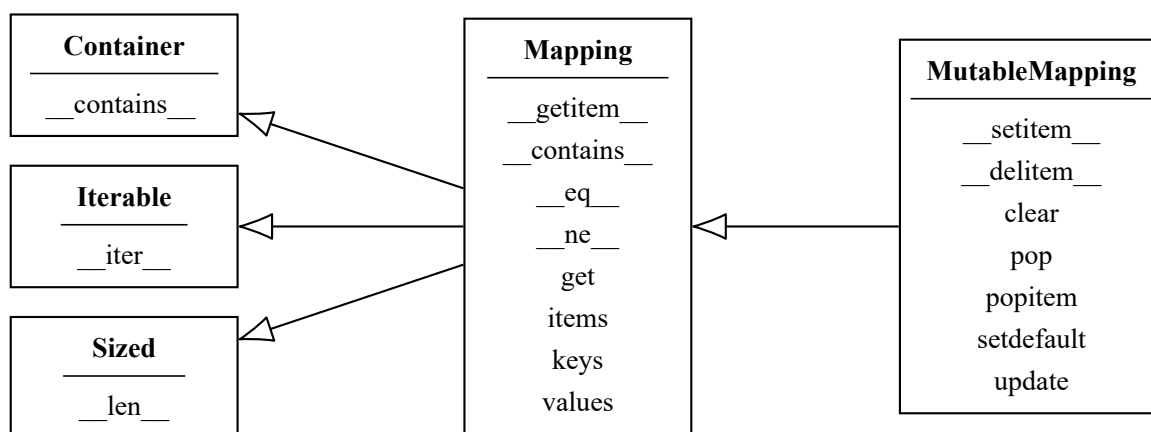 Container
__contains__
Iterable
__iter__
Sized
__len__
Mapping
__getitem__
__contains__
__eq__
__ne__
get
items
keys
values
MutableMapping
__setitem__
__delitem__
clear
pop
popitem
setdefault
update